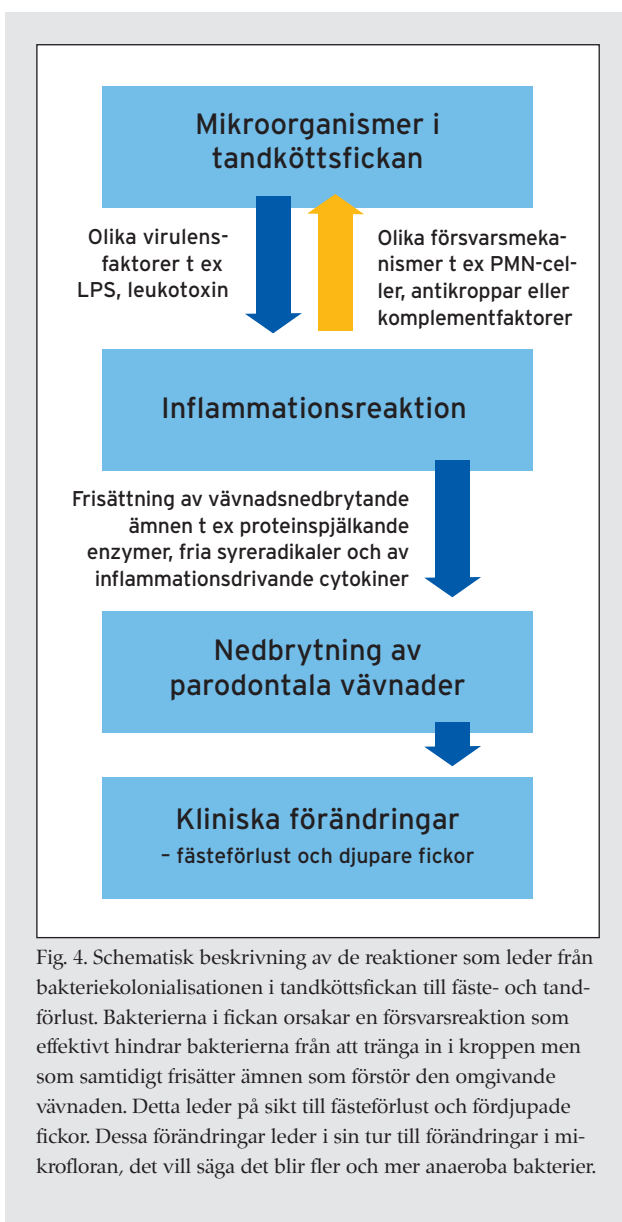 Mikroorganismer i
tandköttsfickan
Olika virulens-
faktorer t ex
LPS, leukotoxin
Olika försvarsmeka-
nismer t ex PMN-cel-
ler, antikroppar eller
komplementfaktorer
Inflammationsreaktion
Frisättning av vävnadsnedbrytande
ämnen t ex proteinspjälkande
enzymer, fria syreradikaler och av
inflammationsdrivande cytokiner
Nedbrytning av
parodontala vävnader
Kliniska förändringar
– fästeförlust och djupare fickor
Fig. 4. Schematisk beskrivning av de reaktioner som leder från
bakteriekolonialisationen i tandköttsfickan till fäste- och tand-
förlust. Bakterierna i fickan orsakar en försvarsreaktion som
effektivt hindrar bakterierna från att tränga in i kroppen men
som samtidigt frisätter ämnen som förstör den omgivande
vävnaden. Detta leder på sikt till fästeförlust och fördjupade
fickor. Dessa förändringar leder i sin tur till förändringar i mi-
krofloran, det vill säga det blir fler och mer anaeroba bakterier.